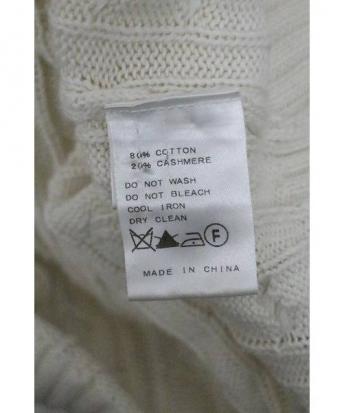 80% COTTON
20% CASHMERE
DO NOT WASH
DO NOT BLEACH
COOL IRON
DRY CLEAN
F
MADE IN CHINA